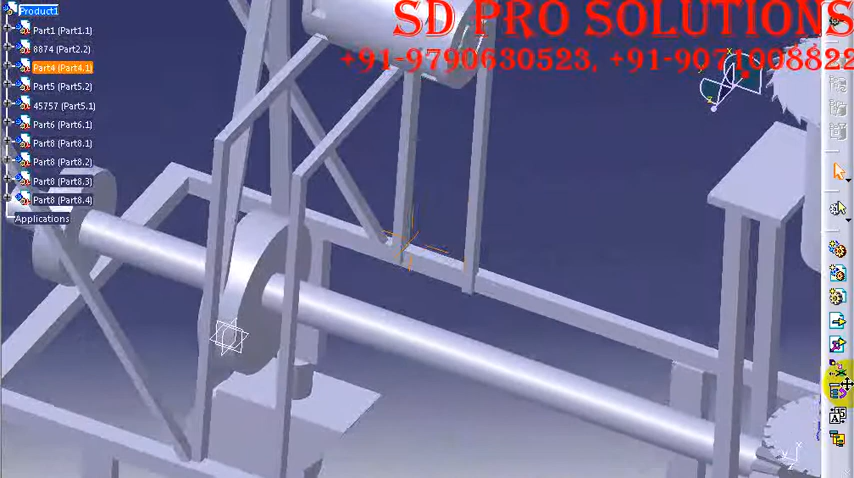 SD PRO SOLUTIONS
+91-9790630523, +91-9071008822
Product1
Part1 (Part1.1)
8874 (Part2.2)
Part4 (Part4.1)
Part5 (Part5.2)
45757 (Part5.1)
Part6 (Part6.1)
Part8 (Part8.1)
Part8 (Part8.2)
Part8 (Part8.3)
Part8 (Part8.4)
Applications